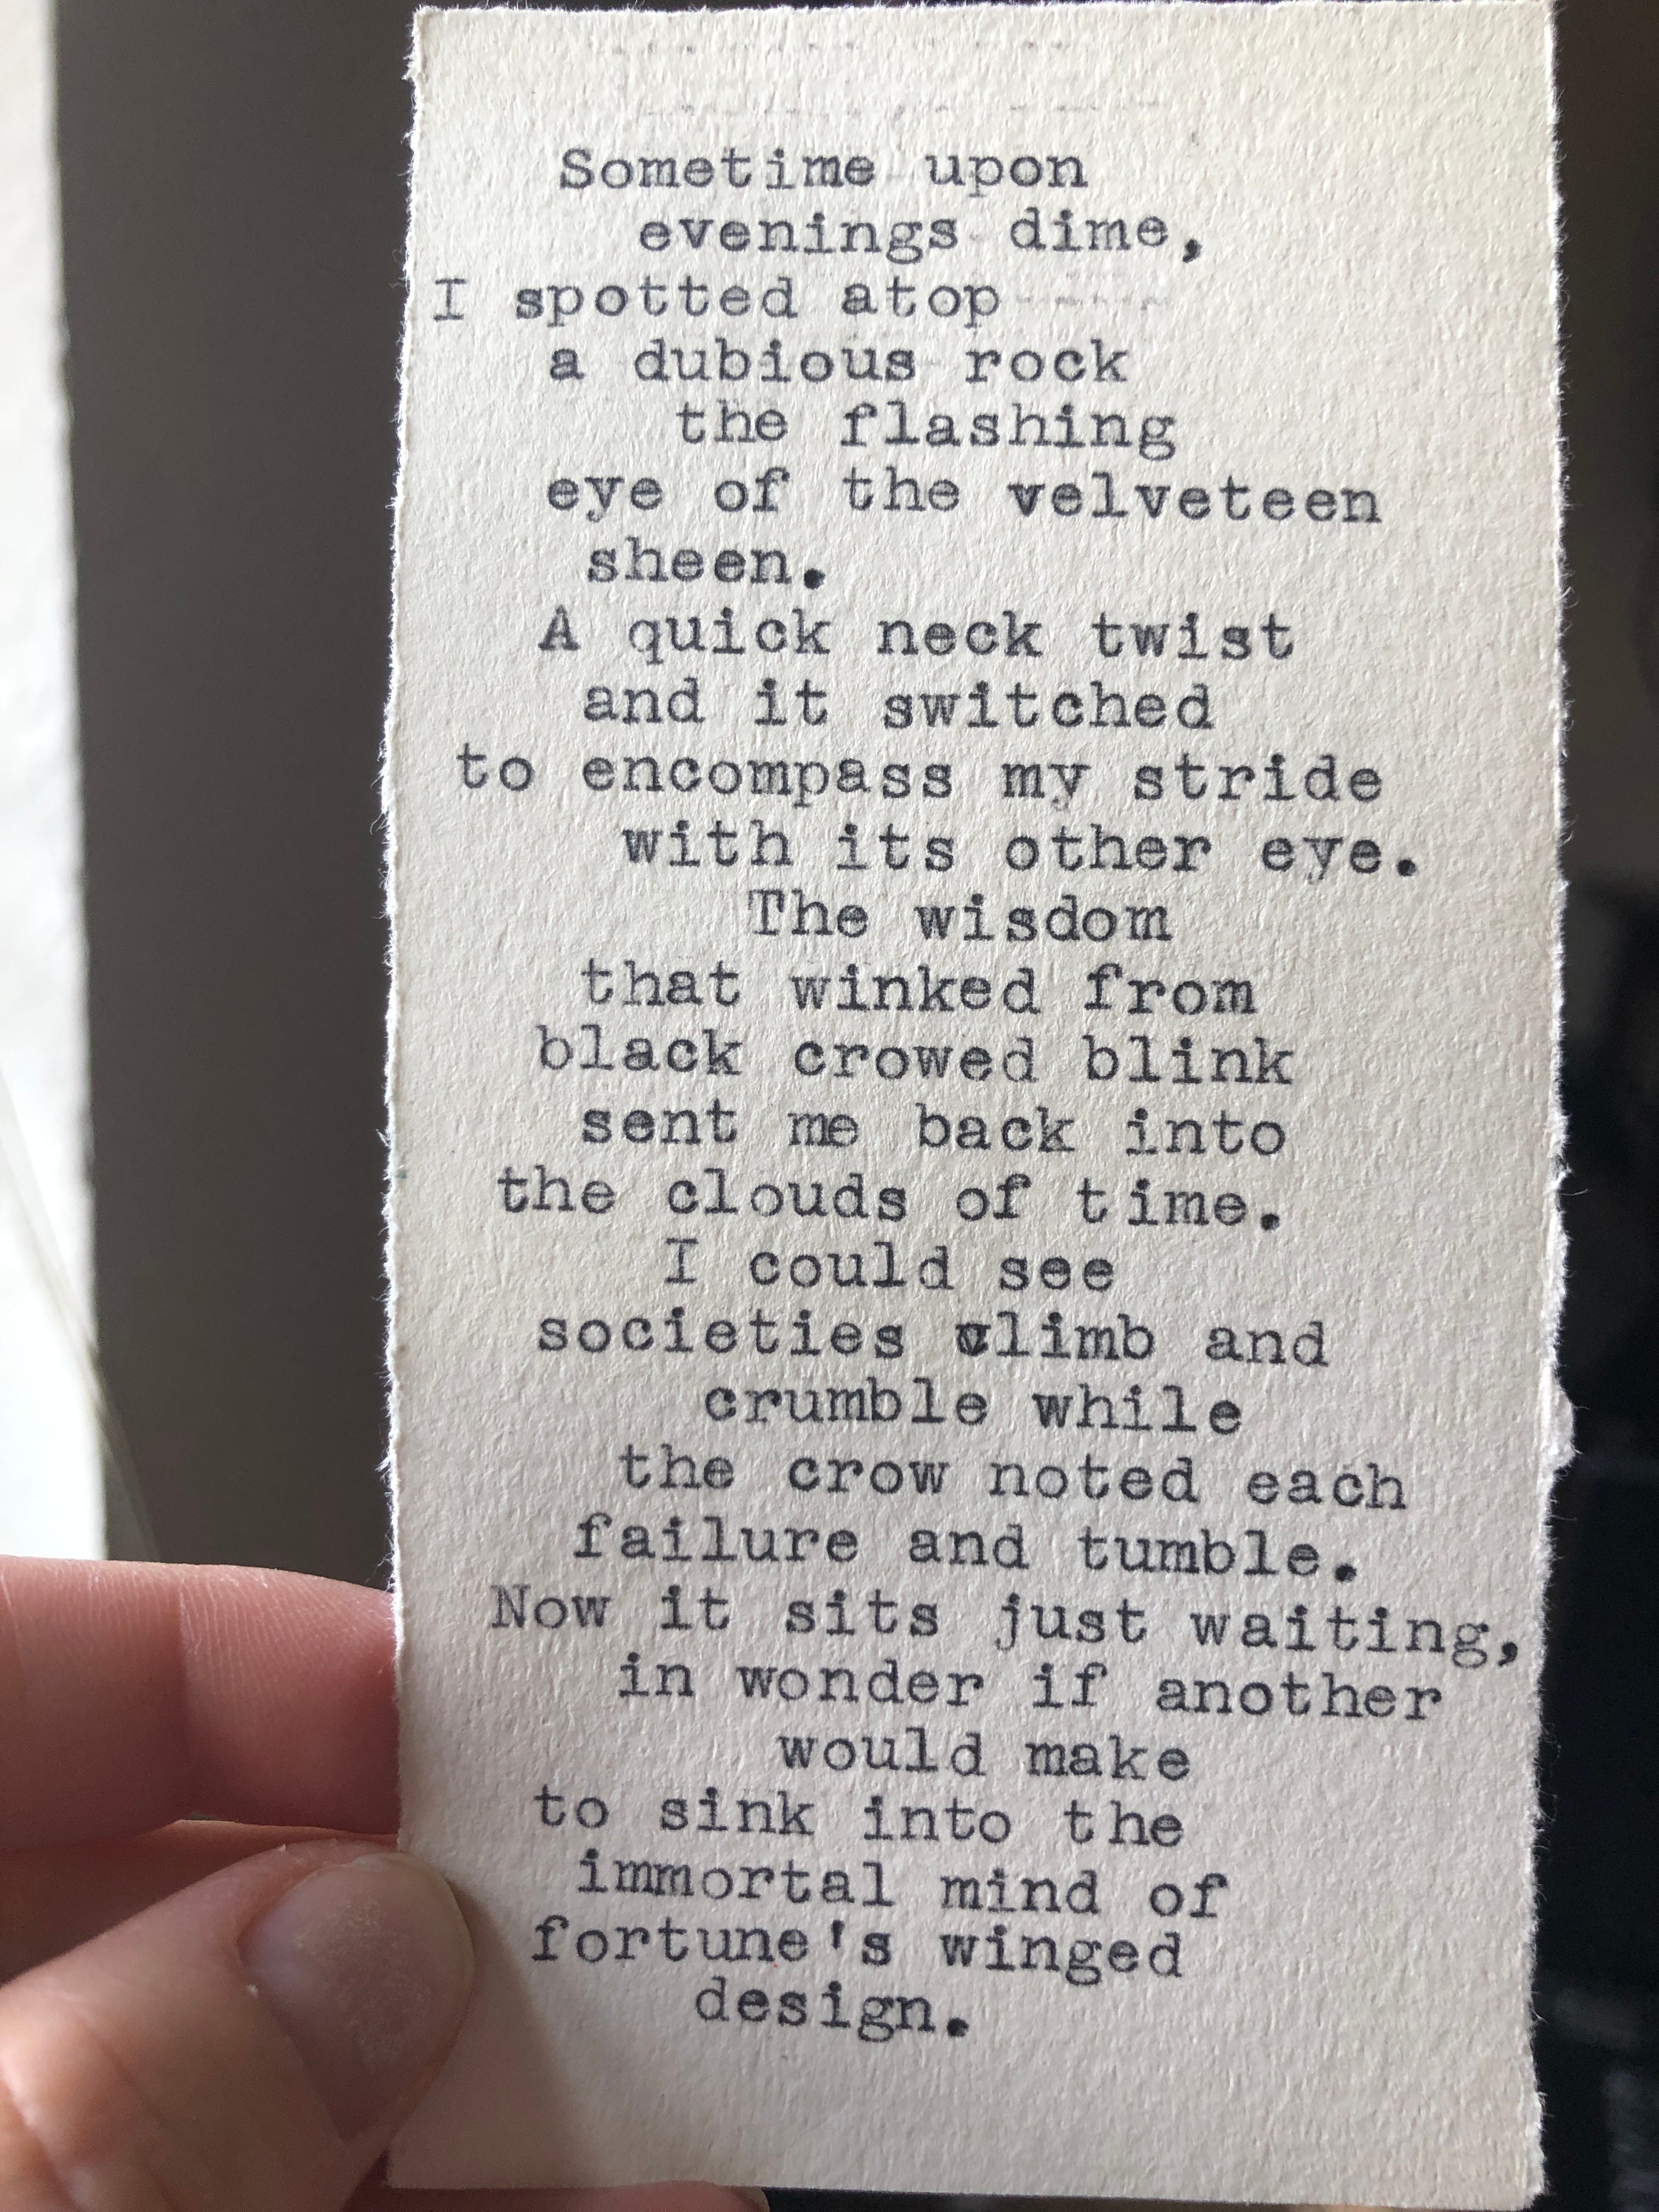 Sometime upon
evenings dime,
I spotted atop
a dubious rock
the flashing
eye of the velveteen
sheen.
A quick neck twist
and it switched
to encompass my stride
with its other eye.
The wisdom
that winked from
black crowed blink
sent me back into
the clouds of time.
I could see
societies climb and
crumble while
the crow noted each
failure and tumble.
Now it sits just waiting,
in wonder if another
would make
to sink into the
immortal mind of
fortune's winged
design.